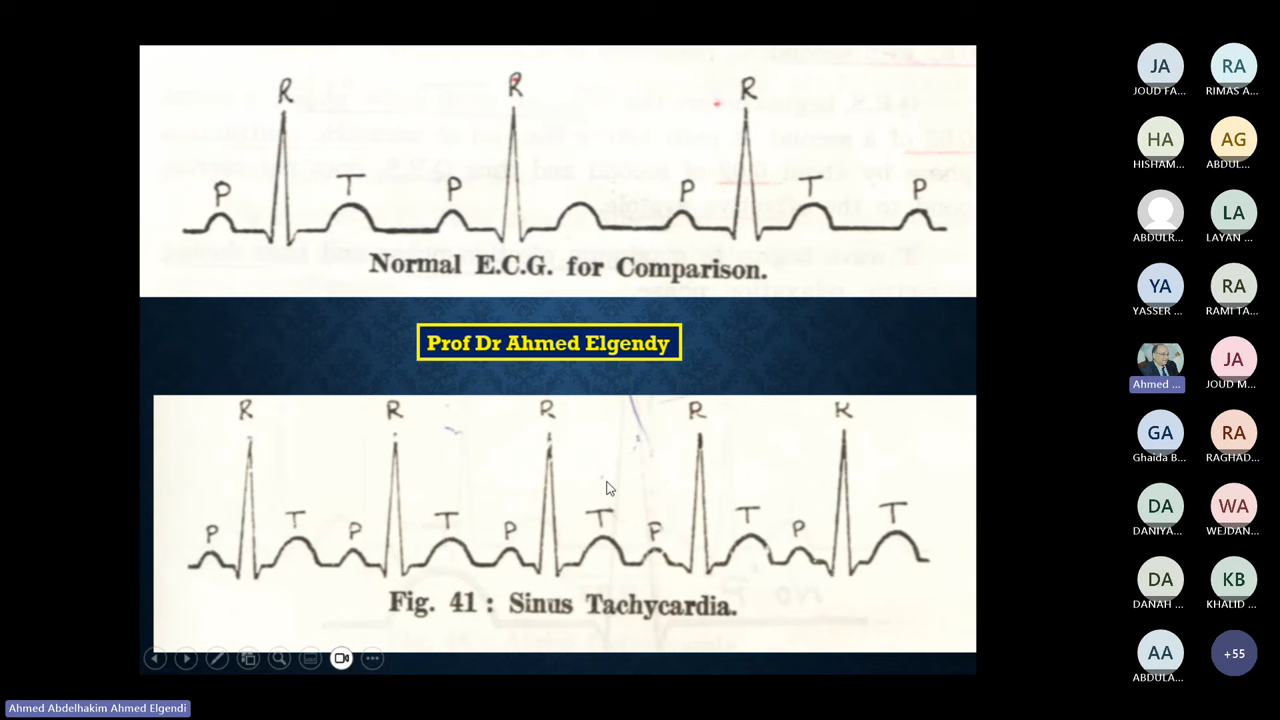 R R R
P T P P T P
Normal E.C.G. for Comparison.
Prof Dr Ahmed Elgendy
R R R R R
P T P T P T P T P T
Fig. 41 : Sinus Tachycardia.
JA
JOUD FA...
RA
RIMAS A...
HA
HISHAM...
AG
ABDUL...
ABDULR...
LA
LAYAN ...
YA
YASSER ...
RA
RAMI TA...
Ahmed ...
JA
JOUD M...
GA
Ghaida B...
RA
RAGHAD...
DA
DANIYA...
WA
WEJDAN...
DA
DANAH ...
KB
KHALID ...
AA
ABDULA...
+55
Ahmed Abdelhakim Ahmed Elgendi